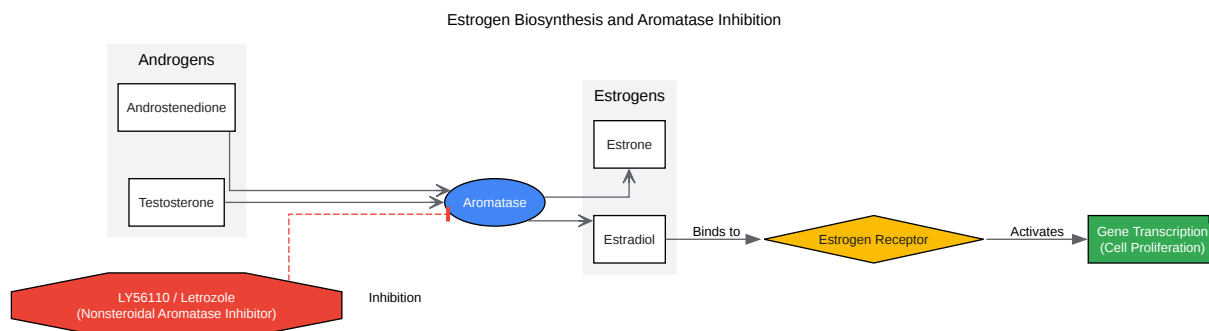 Estrogen Biosynthesis and Aromatase Inhibition
Androgens
Androstenedione
Testosterone
Aromatase
Estrogens
Estrone
Estradiol
Binds to
Estrogen Receptor
Activates
Gene Transcription
(Cell Proliferation)
LY56110 / Letrozole
(Nonsteroidal Aromatase Inhibitor)
Inhibition